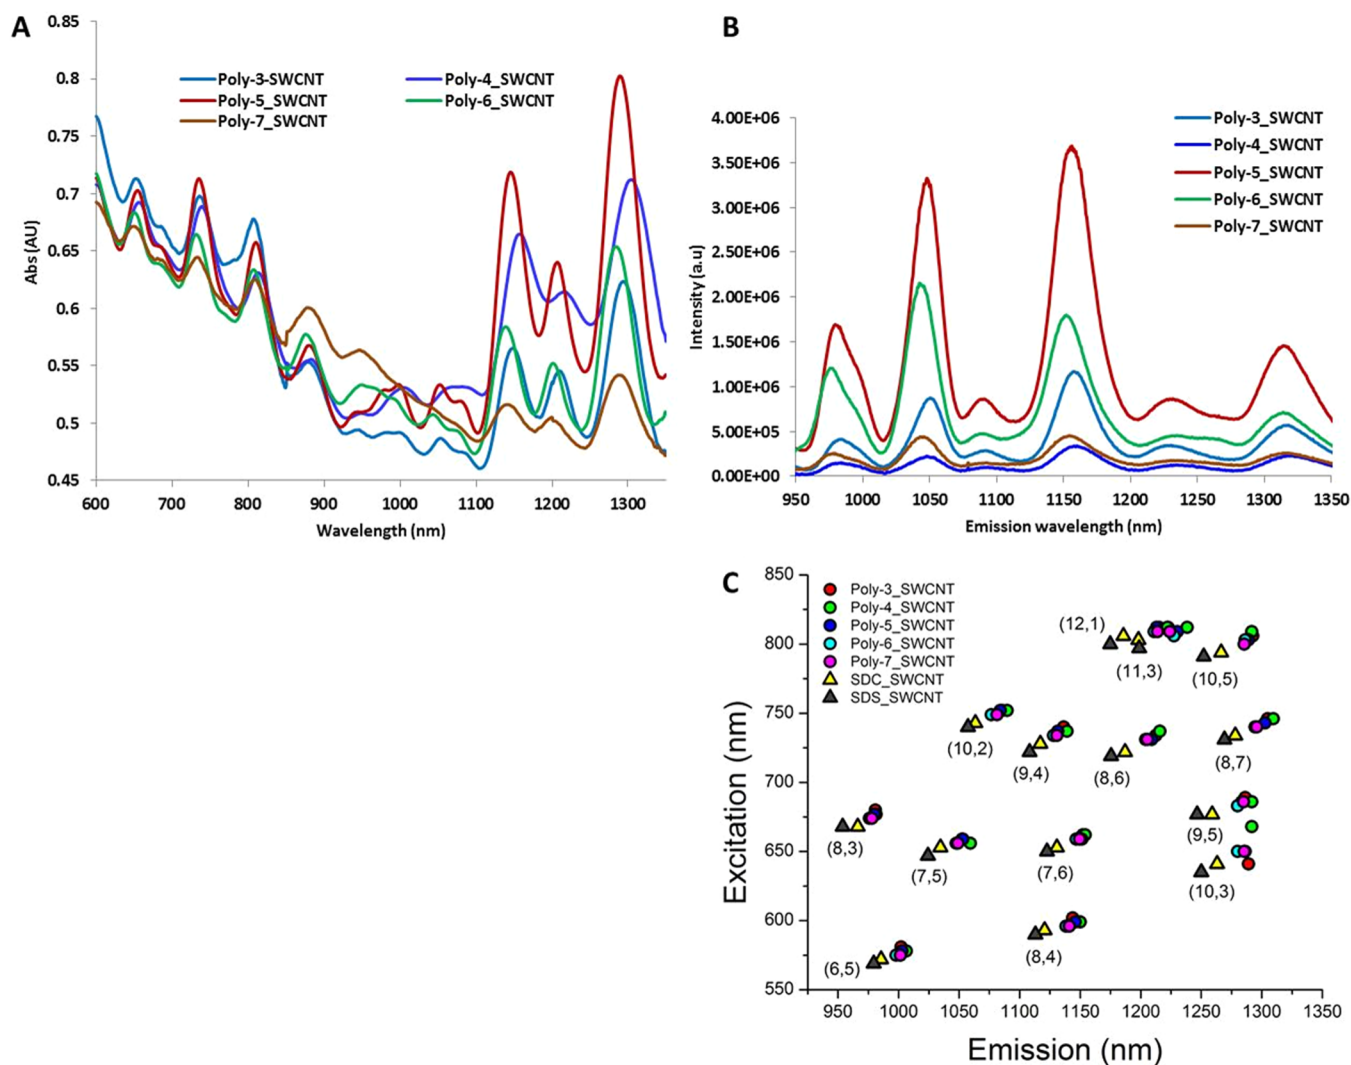 A
0.85
0.8
0.75
0.7
0.65
0.6
0.55
0.5
0.45
Abs (AU)
Poly-3-SWCNT
Poly-4_SWCNT
Poly-5_SWCNT
Poly-6_SWCNT
Poly-7_SWCNT
600 700 800 900 1000 1100 1200 1300
Wavelength (nm)
B
4.00E+06
3.50E+06
3.00E+06
2.50E+06
2.00E+06
1.50E+06
1.00E+06
5.00E+05
0.00E+00
Intensity (a.u)
Poly-3_SWCNT
Poly-4_SWCNT
Poly-5_SWCNT
Poly-6_SWCNT
Poly-7_SWCNT
950 1000 1050 1100 1150 1200 1250 1300 1350
Emission wavelength (nm)
C
850
800
750
700
650
600
550
Excitation (nm)
Poly-3_SWCNT
Poly-4_SWCNT
Poly-5_SWCNT
Poly-6_SWCNT
Poly-7_SWCNT
SDC_SWCNT
SDS_SWCNT
(12,1)
(11,3)
(10,5)
(10,2)
(9,4)
(8,6)
(8,7)
(8,3)
(7,5)
(7,6)
(9,5)
(10,3)
(6,5)
(8,4)
950 1000 1050 1100 1150 1200 1250 1300 1350
Emission (nm)